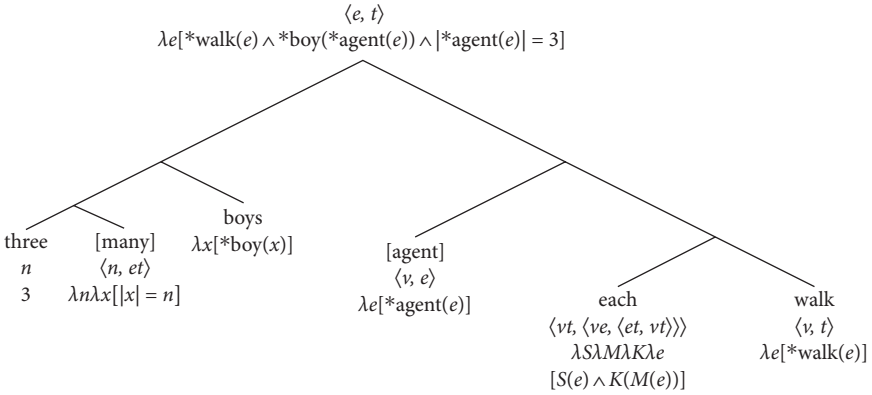 ⟨e, t⟩
λe[*walk(e) ∧ *boy(*agent(e)) ∧ |*agent(e)| = 3]
boys
λx[*boy(x)]
three
n
3
[many]
⟨n, et⟩
λnλx[|x| = n]
[agent]
⟨v, e⟩
λe[*agent(e)]
each
⟨vt, ⟨ve, ⟨et, vt⟩⟩⟩
λSλMλKλe
[S(e) ∧ K(M(e))]
walk
⟨v, t⟩
λe[*walk(e)]